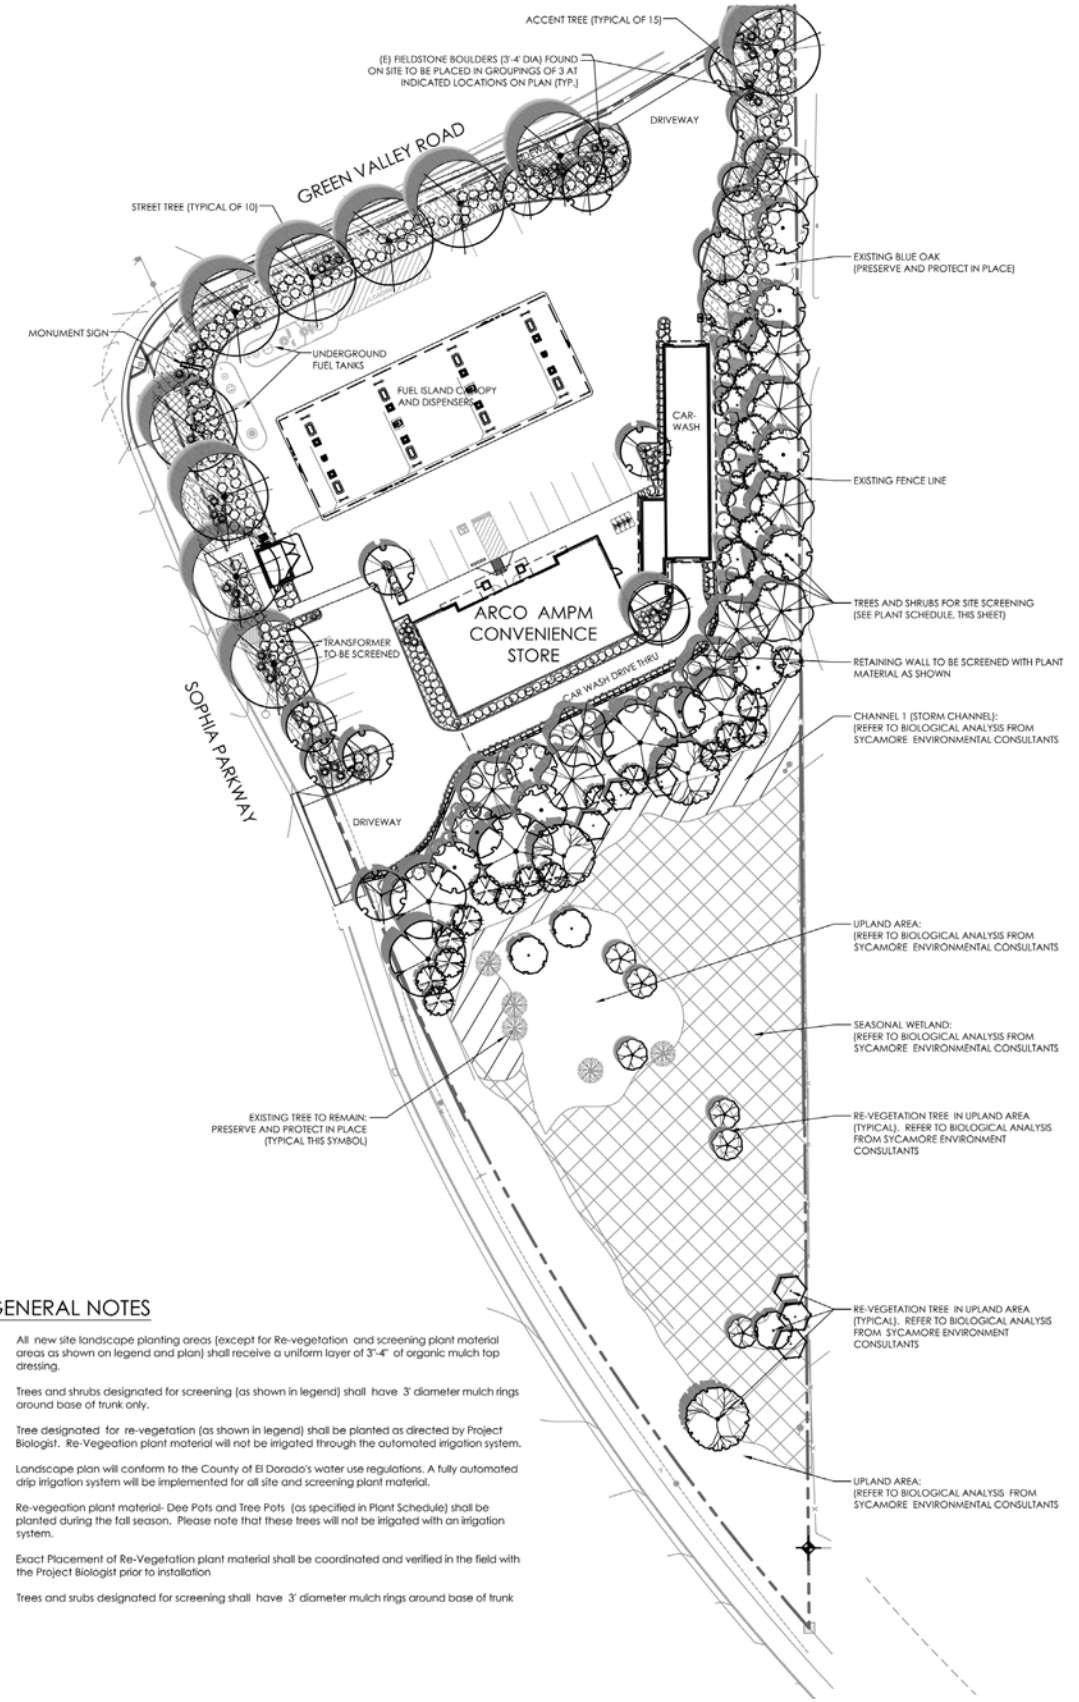 ACCENT TREE (TYPICAL OF 15)
(E) FIELDSTONE BOULDERS (3'-4' DIA) FOUND
ON SITE TO BE PLACED IN GROUPINGS OF 3 AT
INDICATED LOCATIONS ON PLAN (TYP.)
DRIVEWAY
GREEN VALLEY ROAD
STREET TREE (TYPICAL OF 10)
EXISTING BLUE OAK
(PRESERVE AND PROTECT IN PLACE)
MONUMENT SIGN
UNDERGROUND
FUEL TANKS
FUEL ISLAND CANOPY
AND DISPENSERS
CAR-
WASH
EXISTING FENCE LINE
ARCO AMPM
CONVENIENCE
STORE
TREES AND SHRUBS FOR SITE SCREENING
(SEE PLANT SCHEDULE, THIS SHEET)
TRANSFORMER
TO BE SCREENED
CAR WASH DRIVE THRU
RETAINING WALL TO BE SCREENED WITH PLANT
MATERIAL AS SHOWN
SOPHIA PARKWAY
CHANNEL 1 (STORM CHANNEL):
(REFER TO BIOLOGICAL ANALYSIS FROM
SYCAMORE ENVIRONMENTAL CONSULTANTS
DRIVEWAY
UPLAND AREA:
(REFER TO BIOLOGICAL ANALYSIS FROM
SYCAMORE ENVIRONMENTAL CONSULTANTS
SEASONAL WETLAND:
(REFER TO BIOLOGICAL ANALYSIS FROM
SYCAMORE ENVIRONMENTAL CONSULTANTS
EXISTING TREE TO REMAIN:
PRESERVE AND PROTECT IN PLACE
(TYPICAL THIS SYMBOL)
RE-VEGETATION TREE IN UPLAND AREA
(TYPICAL). REFER TO BIOLOGICAL ANALYSIS
FROM SYCAMORE ENVIRONMENT
CONSULTANTS
RE-VEGETATION TREE IN UPLAND AREA
(TYPICAL). REFER TO BIOLOGICAL ANALYSIS
FROM SYCAMORE ENVIRONMENT
CONSULTANTS
UPLAND AREA:
(REFER TO BIOLOGICAL ANALYSIS FROM
SYCAMORE ENVIRONMENTAL CONSULTANTS
GENERAL NOTES
All new site landscape planting areas (except for Re-vegetation and screening plant material
areas as shown on legend and plan) shall receive a uniform layer of 3"-4" of organic mulch top
dressing.
Trees and shrubs designated for screening (as shown in legend) shall have 3' diameter mulch rings
around base of trunk only.
Tree designated for re-vegetation (as shown in legend) shall be planted as directed by Project
Biologist. Re-Vegeation plant material will not be irrigated through the automated irrigation system.
Landscape plan will conform to the County of El Dorado's water use regulations. A fully automated
drip irrigation system will be implemented for all site and screening plant material.
Re-vegeation plant material- Dee Pots and Tree Pots (as specified in Plant Schedule) shall be
planted during the fall season. Please note that these trees will not be irrigated with an irrigation
system.
Exact Placement of Re-Vegetation plant material shall be coordinated and verified in the field with
the Project Biologist prior to installation
Trees and srubs designated for screening shall have 3' diameter mulch rings around base of trunk